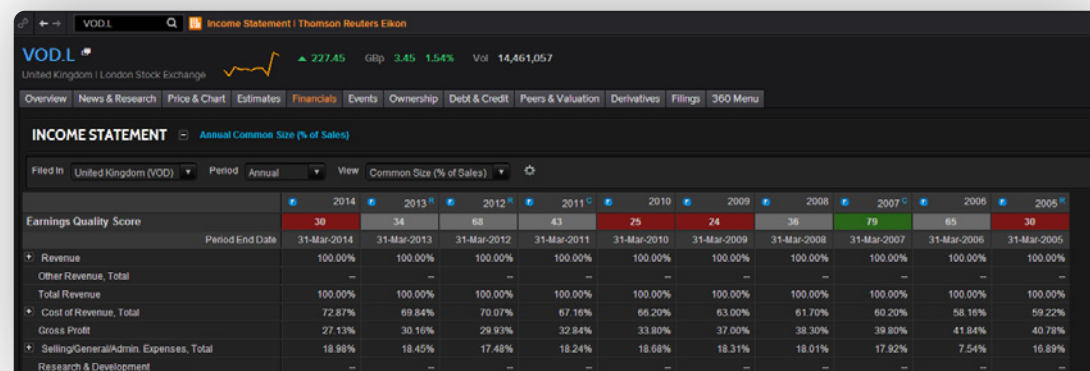 VOD.L Income Statement | Thomson Reuters Eikon
VOD.L
227.45 GBp 3.45 1.54% Vol 14,461,057
United Kingdom | London Stock Exchange
Overview News & Research Price & Chart Estimates Financials Events Ownership Debt & Credit Peers & Valuation Derivatives Filings 360 Menu
INCOME STATEMENT Annual Common Size (% of Sales)
Filed In United Kingdom (VOD) Period Annual View Common Size (% of Sales)
2014 2013 R 2012 R 2011 C 2010 2009 2008 2007 C 2006 2005 R
Earnings Quality Score 30 34 68 43 25 24 36 79 65 30
Period End Date 31-Mar-2014 31-Mar-2013 31-Mar-2012 31-Mar-2011 31-Mar-2010 31-Mar-2009 31-Mar-2008 31-Mar-2007 31-Mar-2006 31-Mar-2005
Revenue 100.00% 100.00% 100.00% 100.00% 100.00% 100.00% 100.00% 100.00% 100.00% 100.00%
Other Revenue, Total -- -- -- -- -- -- -- -- -- --
Total Revenue 100.00% 100.00% 100.00% 100.00% 100.00% 100.00% 100.00% 100.00% 100.00% 100.00%
Cost of Revenue, Total 72.87% 69.84% 70.07% 67.16% 66.20% 63.00% 61.70% 60.20% 58.16% 59.22%
Gross Profit 27.13% 30.16% 29.93% 32.84% 33.80% 37.00% 38.30% 39.80% 41.84% 40.78%
Selling/General/Admin. Expenses, Total 18.98% 18.45% 17.48% 18.24% 18.68% 18.31% 18.01% 17.92% 7.54% 16.89%
Research & Development -- -- -- -- -- -- -- -- -- --